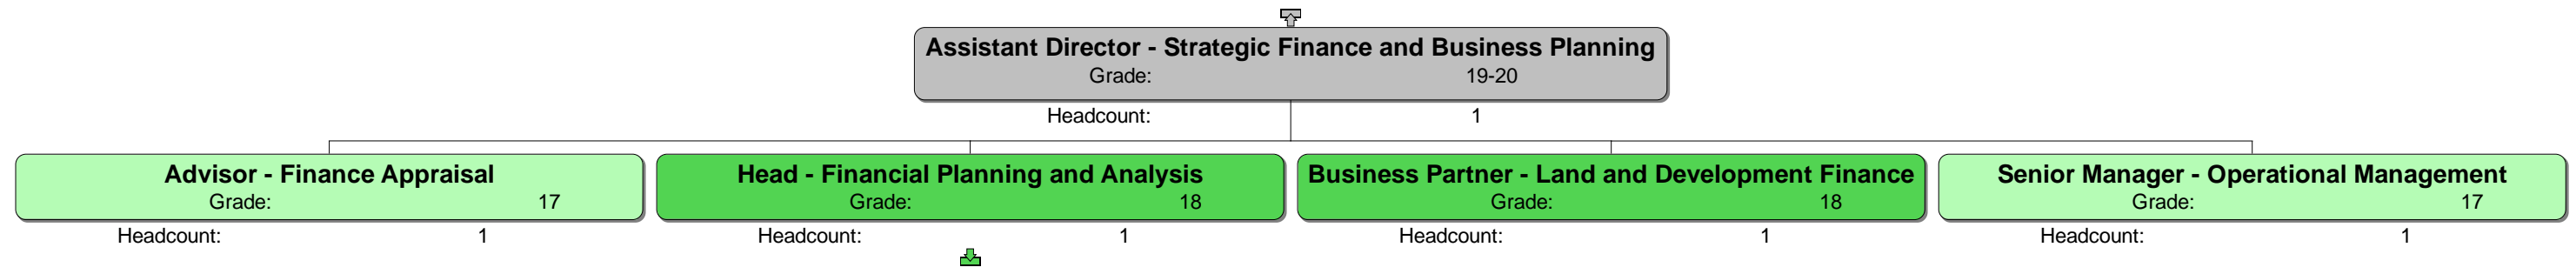 Assistant Director - Strategic Finance and Business Planning
Grade: 19-20
Headcount: 1
Advisor - Finance Appraisal
Grade: 17
Headcount: 1
Head - Financial Planning and Analysis
Grade: 18
Headcount: 1
Business Partner - Land and Development Finance
Grade: 18
Headcount: 1
Senior Manager - Operational Management
Grade: 17
Headcount: 1